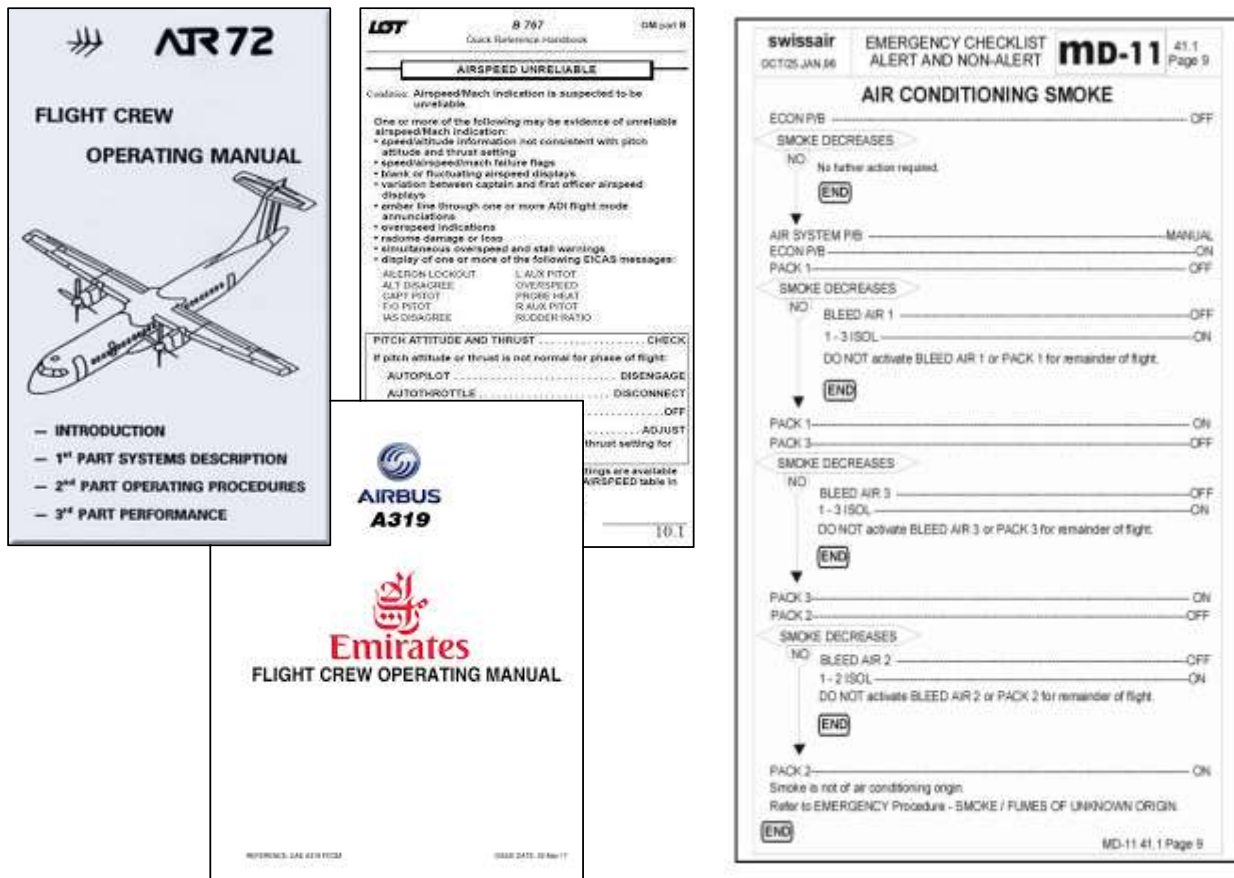 ATR 72
FLIGHT CREW
OPERATING MANUAL
— INTRODUCTION
— 1st PART SYSTEMS DESCRIPTION
— 2nd PART OPERATING PROCEDURES
— 3rd PART PERFORMANCE
LOT
B 767
OM part B
Quick Reference Handbook
AIRSPEED UNRELIABLE
Condition: Airspeed/Mach indication is suspected to be
unreliable.
One or more of the following may be evidence of unreliable
airspeed/Mach indication:
• speed/altitude information not consistent with pitch
attitude and thrust setting
• speed/airspeed/mach failure flags
• blank or fluctuating airspeed displays
• variation between captain and first officer airspeed
displays
• amber line through one or more ADI flight mode
annunciations
• overspeed indications
• radome damage or loss
• simultaneous overspeed and stall warnings
• display of one or more of the following EICAS messages:
AILERON LOCKOUT L AUX PITOT
ALT DISAGREE OVERSPEED
CAPT PITOT PROBE HEAT
F/O PITOT R AUX PITOT
IAS DISAGREE RUDDER RATIO
PITCH ATTITUDE AND THRUST CHECK
If pitch attitude or thrust is not normal for phase of flight:
AUTOPILOT DISENGAGE
AUTOTHROTTLE DISCONNECT
OFF
ADJUST
thrust setting for
tings are available
AIRSPEED table in
10.1
AIRBUS
A319
Emirates
FLIGHT CREW OPERATING MANUAL
swissair
OCT/25 JAN,96
EMERGENCY CHECKLIST
ALERT AND NON-ALERT
MD-11
41.1
Page 9
AIR CONDITIONING SMOKE
ECON P/B OFF
SMOKE DECREASES
NO
No further action required.
END
AIR SYSTEM P/B MANUAL
ECON P/B ON
PACK 1 OFF
SMOKE DECREASES
NO
BLEED AIR 1 OFF
1 - 3 ISOL ON
DO NOT activate BLEED AIR 1 or PACK 1 for remainder of flight.
END
PACK 1 ON
PACK 3 OFF
SMOKE DECREASES
NO
BLEED AIR 3 OFF
1 - 3 ISOL ON
DO NOT activate BLEED AIR 3 or PACK 3 for remainder of flight.
END
PACK 3 ON
PACK 2 OFF
SMOKE DECREASES
NO
BLEED AIR 2 OFF
1 - 2 ISOL ON
DO NOT activate BLEED AIR 2 or PACK 2 for remainder of flight.
END
PACK 2 ON
Smoke is not of air conditioning origin.
Refer to EMERGENCY Procedure - SMOKE / FUMES OF UNKNOWN ORIGIN
END
MD-11 41.1 Page 9